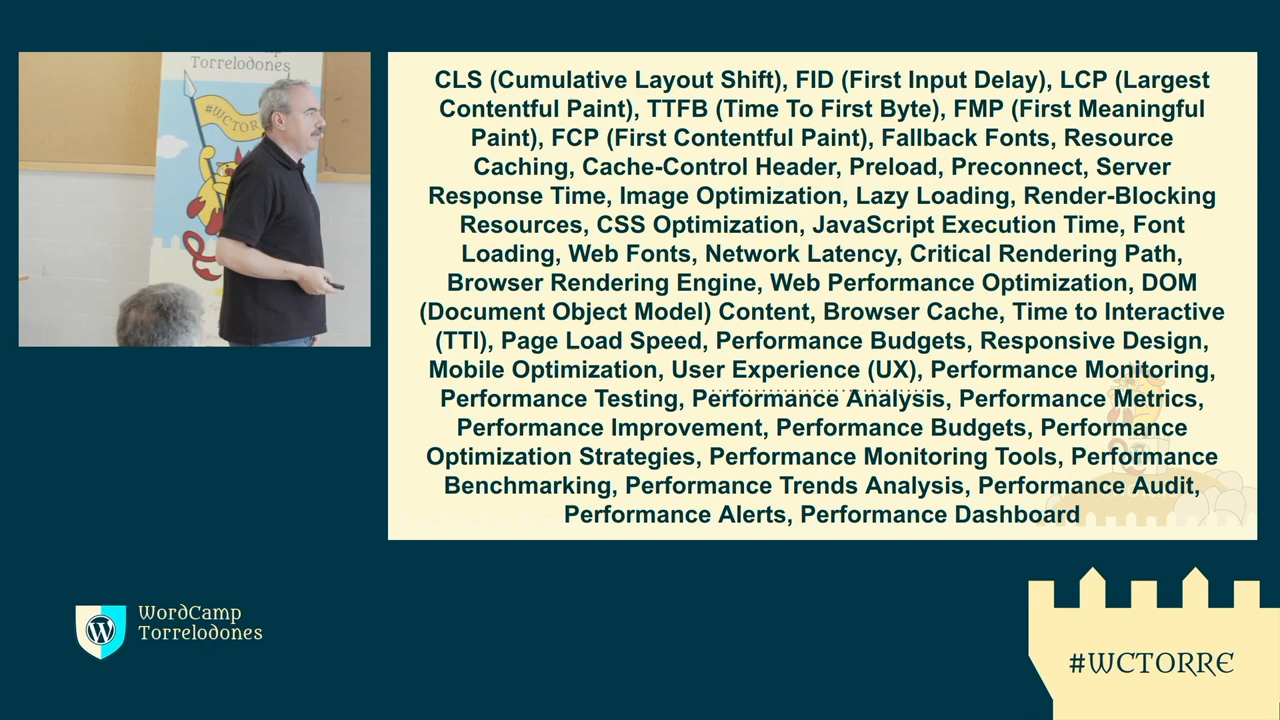 Torrelodones
#WCTOR
CLS (Cumulative Layout Shift), FID (First Input Delay), LCP (Largest
Contentful Paint), TTFB (Time To First Byte), FMP (First Meaningful
Paint), FCP (First Contentful Paint), Fallback Fonts, Resource
Caching, Cache-Control Header, Preload, Preconnect, Server
Response Time, Image Optimization, Lazy Loading, Render-Blocking
Resources, CSS Optimization, JavaScript Execution Time, Font
Loading, Web Fonts, Network Latency, Critical Rendering Path,
Browser Rendering Engine, Web Performance Optimization, DOM
(Document Object Model) Content, Browser Cache, Time to Interactive
(TTI), Page Load Speed, Performance Budgets, Responsive Design,
Mobile Optimization, User Experience (UX), Performance Monitoring,
Performance Testing, Performance Analysis, Performance Metrics,
Performance Improvement, Performance Budgets, Performance
Optimization Strategies, Performance Monitoring Tools, Performance
Benchmarking, Performance Trends Analysis, Performance Audit,
Performance Alerts, Performance Dashboard
WordCamp
Torrelodones
#WCTORRE